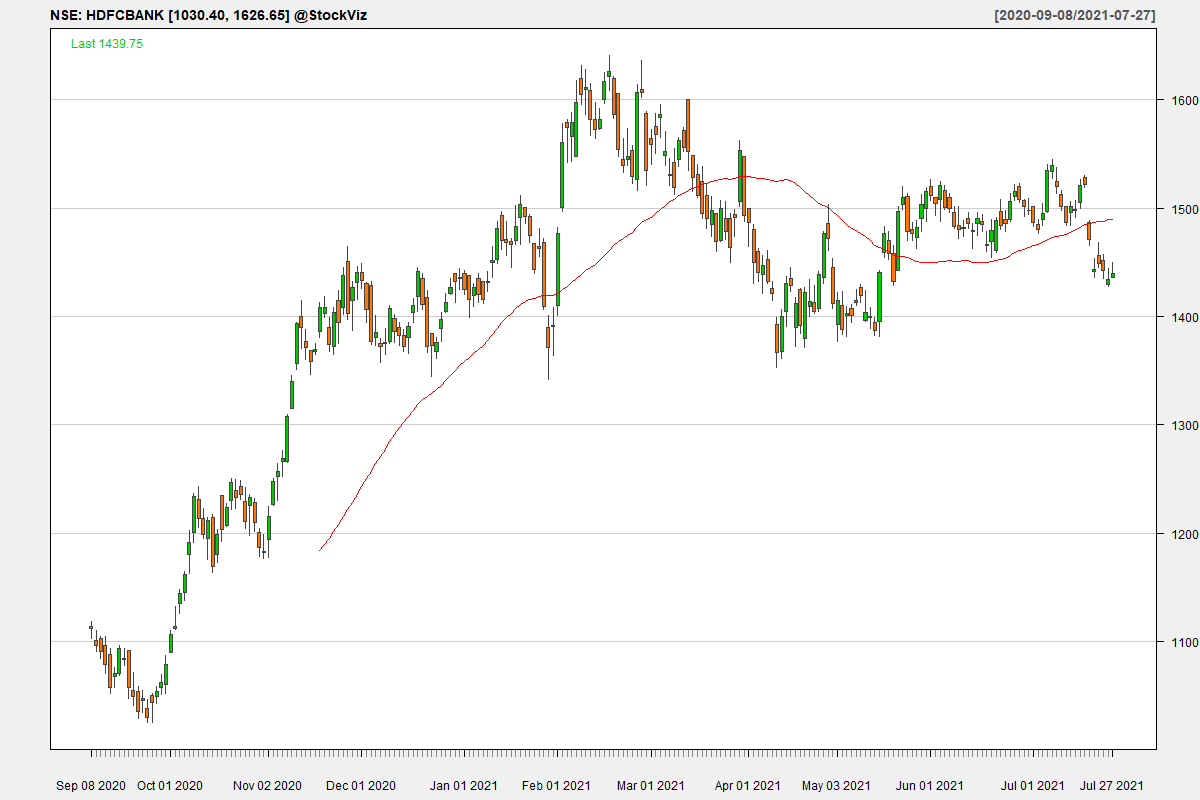 NSE: HDFCBANK [1030.40, 1626.65] @StockViz [2020-09-08/2021-07-27]
Last 1439.75
1600
1500
1400
1300
1200
1100
Sep 08 2020 Oct 01 2020 Nov 02 2020 Dec 01 2020 Jan 01 2021 Feb 01 2021 Mar 01 2021 Apr 01 2021 May 03 2021 Jun 01 2021 Jul 01 2021 Jul 27 2021